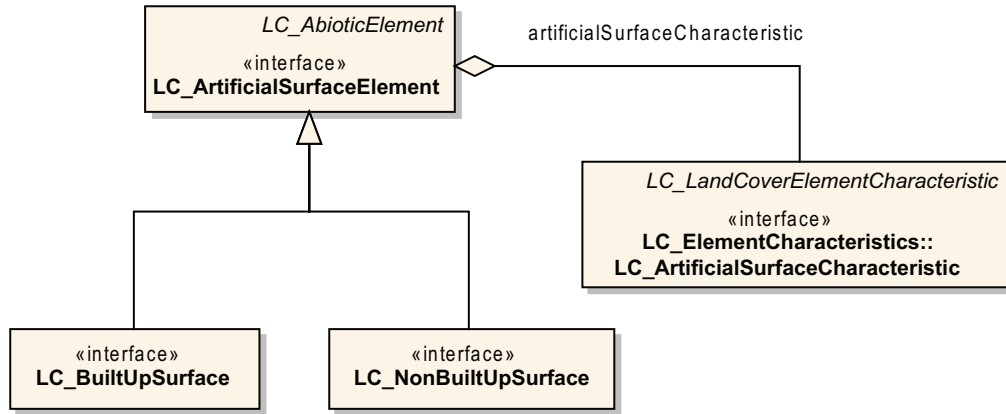 LC_AbioticElement
«interface»
LC_ArtificialSurfaceElement
artificialSurfaceCharacteristic
LC_LandCoverElementCharacteristic
«interface»
LC_ElementCharacteristics::
LC_ArtificialSurfaceCharacteristic
«interface»
LC_BuiltUpSurface
«interface»
LC_NonBuiltUpSurface